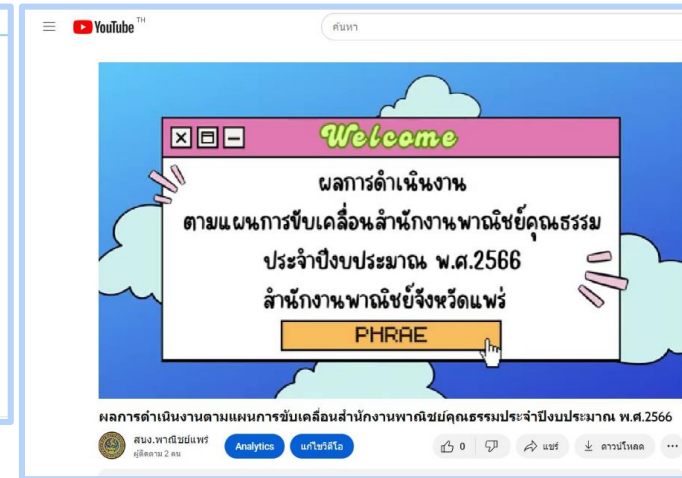 YouTube TH
ค้นหา
Welcome
ผลการดำเนินงาน
ตามแผนการขับเคลื่อนสำนักงานพาณิชย์คุณธรรม
ประจำปีงบประมาณ พ.ศ.2566
สำนักงานพาณิชย์จังหวัดแพร่
PHRAE
ผลการดำเนินงานตามแผนการขับเคลื่อนสำนักงานพาณิชย์คุณธรรมประจำปีงบประมาณ พ.ศ.2566
สนง.พาณิชย์แพร่
ผู้ติดตาม 2 คน
Analytics
แก้ไขวิดีโอ
0
แชร์
ดาวน์โหลด